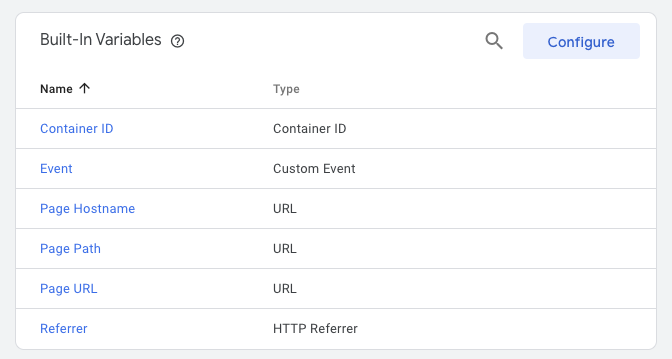 Built-In Variables
Configure
Name Type
Container ID Container ID
Event Custom Event
Page Hostname URL
Page Path URL
Page URL URL
Referrer HTTP Referrer